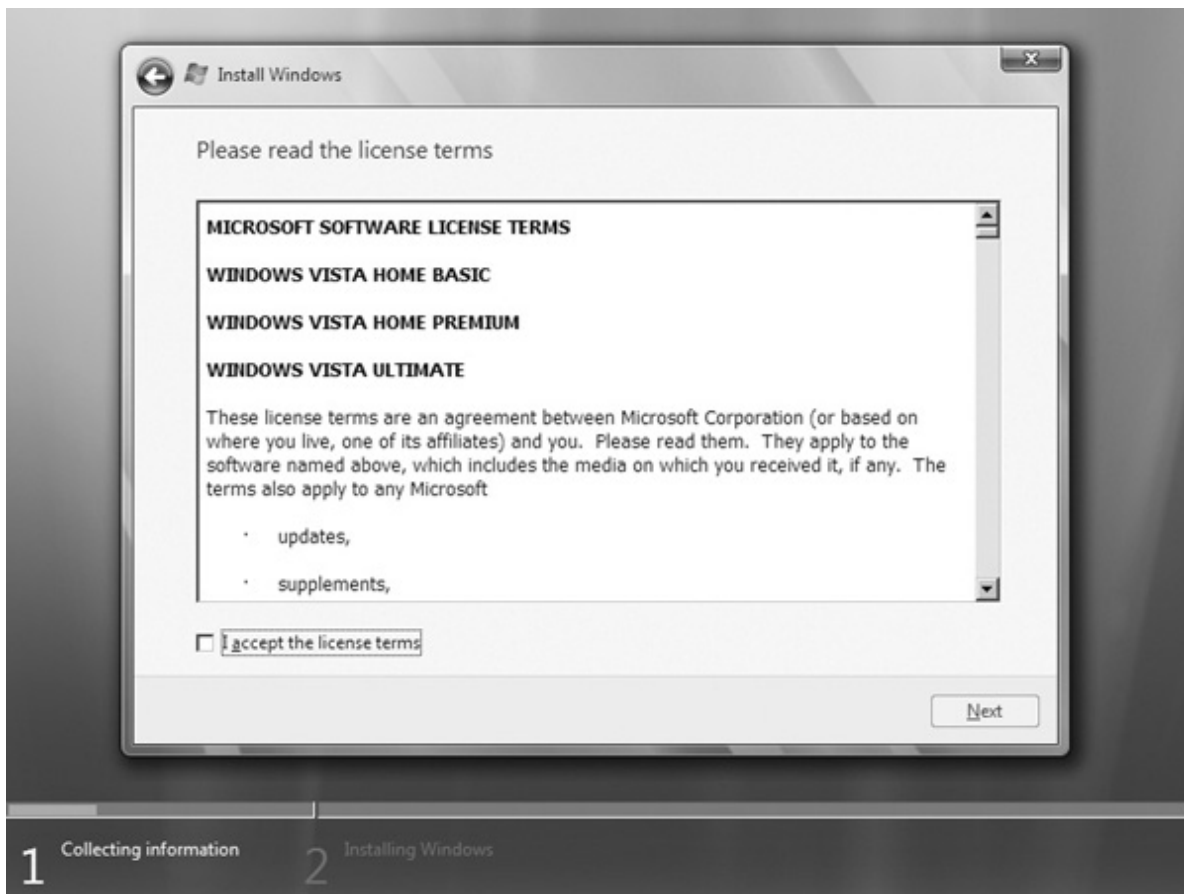 Install Windows
Please read the license terms
MICROSOFT SOFTWARE LICENSE TERMS
WINDOWS VISTA HOME BASIC
WINDOWS VISTA HOME PREMIUM
WINDOWS VISTA ULTIMATE
These license terms are an agreement between Microsoft Corporation (or based on
where you live, one of its affiliates) and you.  Please read them.  They apply to the
software named above, which includes the media on which you received it, if any.  The
terms also apply to any Microsoft
· updates,
· supplements,
I accept the license terms
Next
1 Collecting information
2 Installing Windows